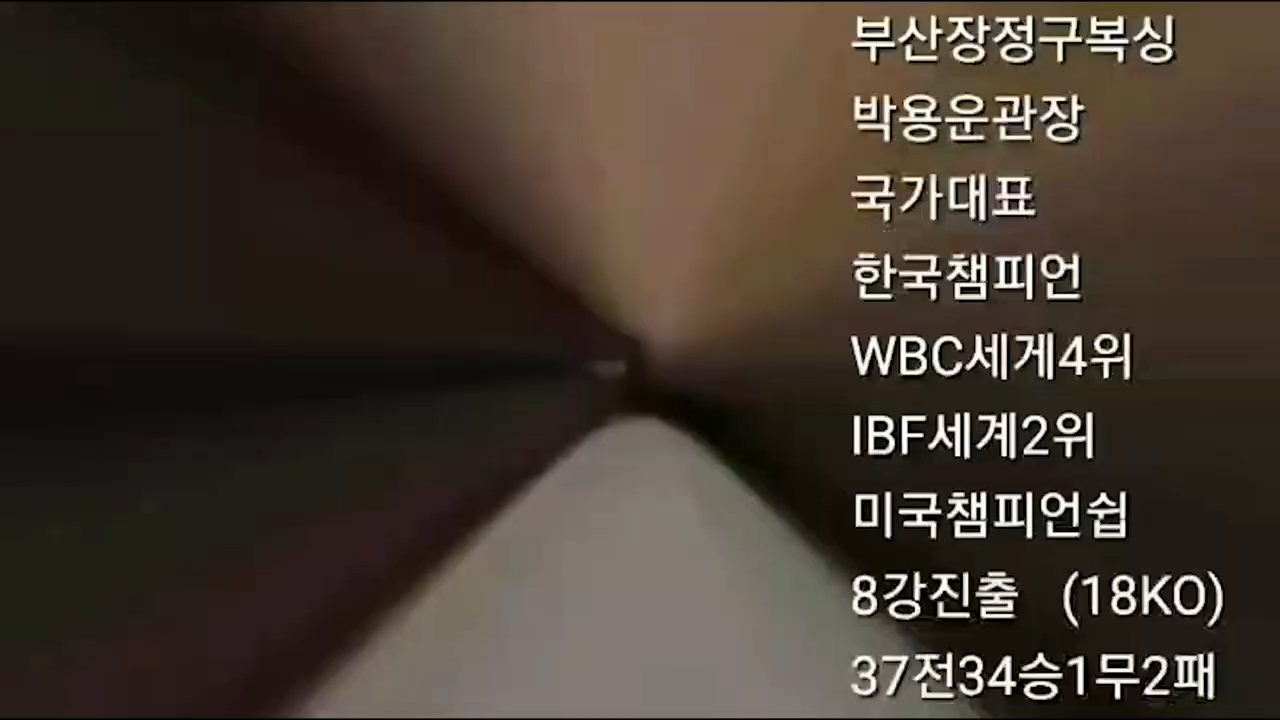 부산장정구복싱
박용운관장
국가대표
한국챔피언
WBC세게4위
IBF세계2위
미국챔피언쉽
8강진출 (18KO)
37전34승1무2패